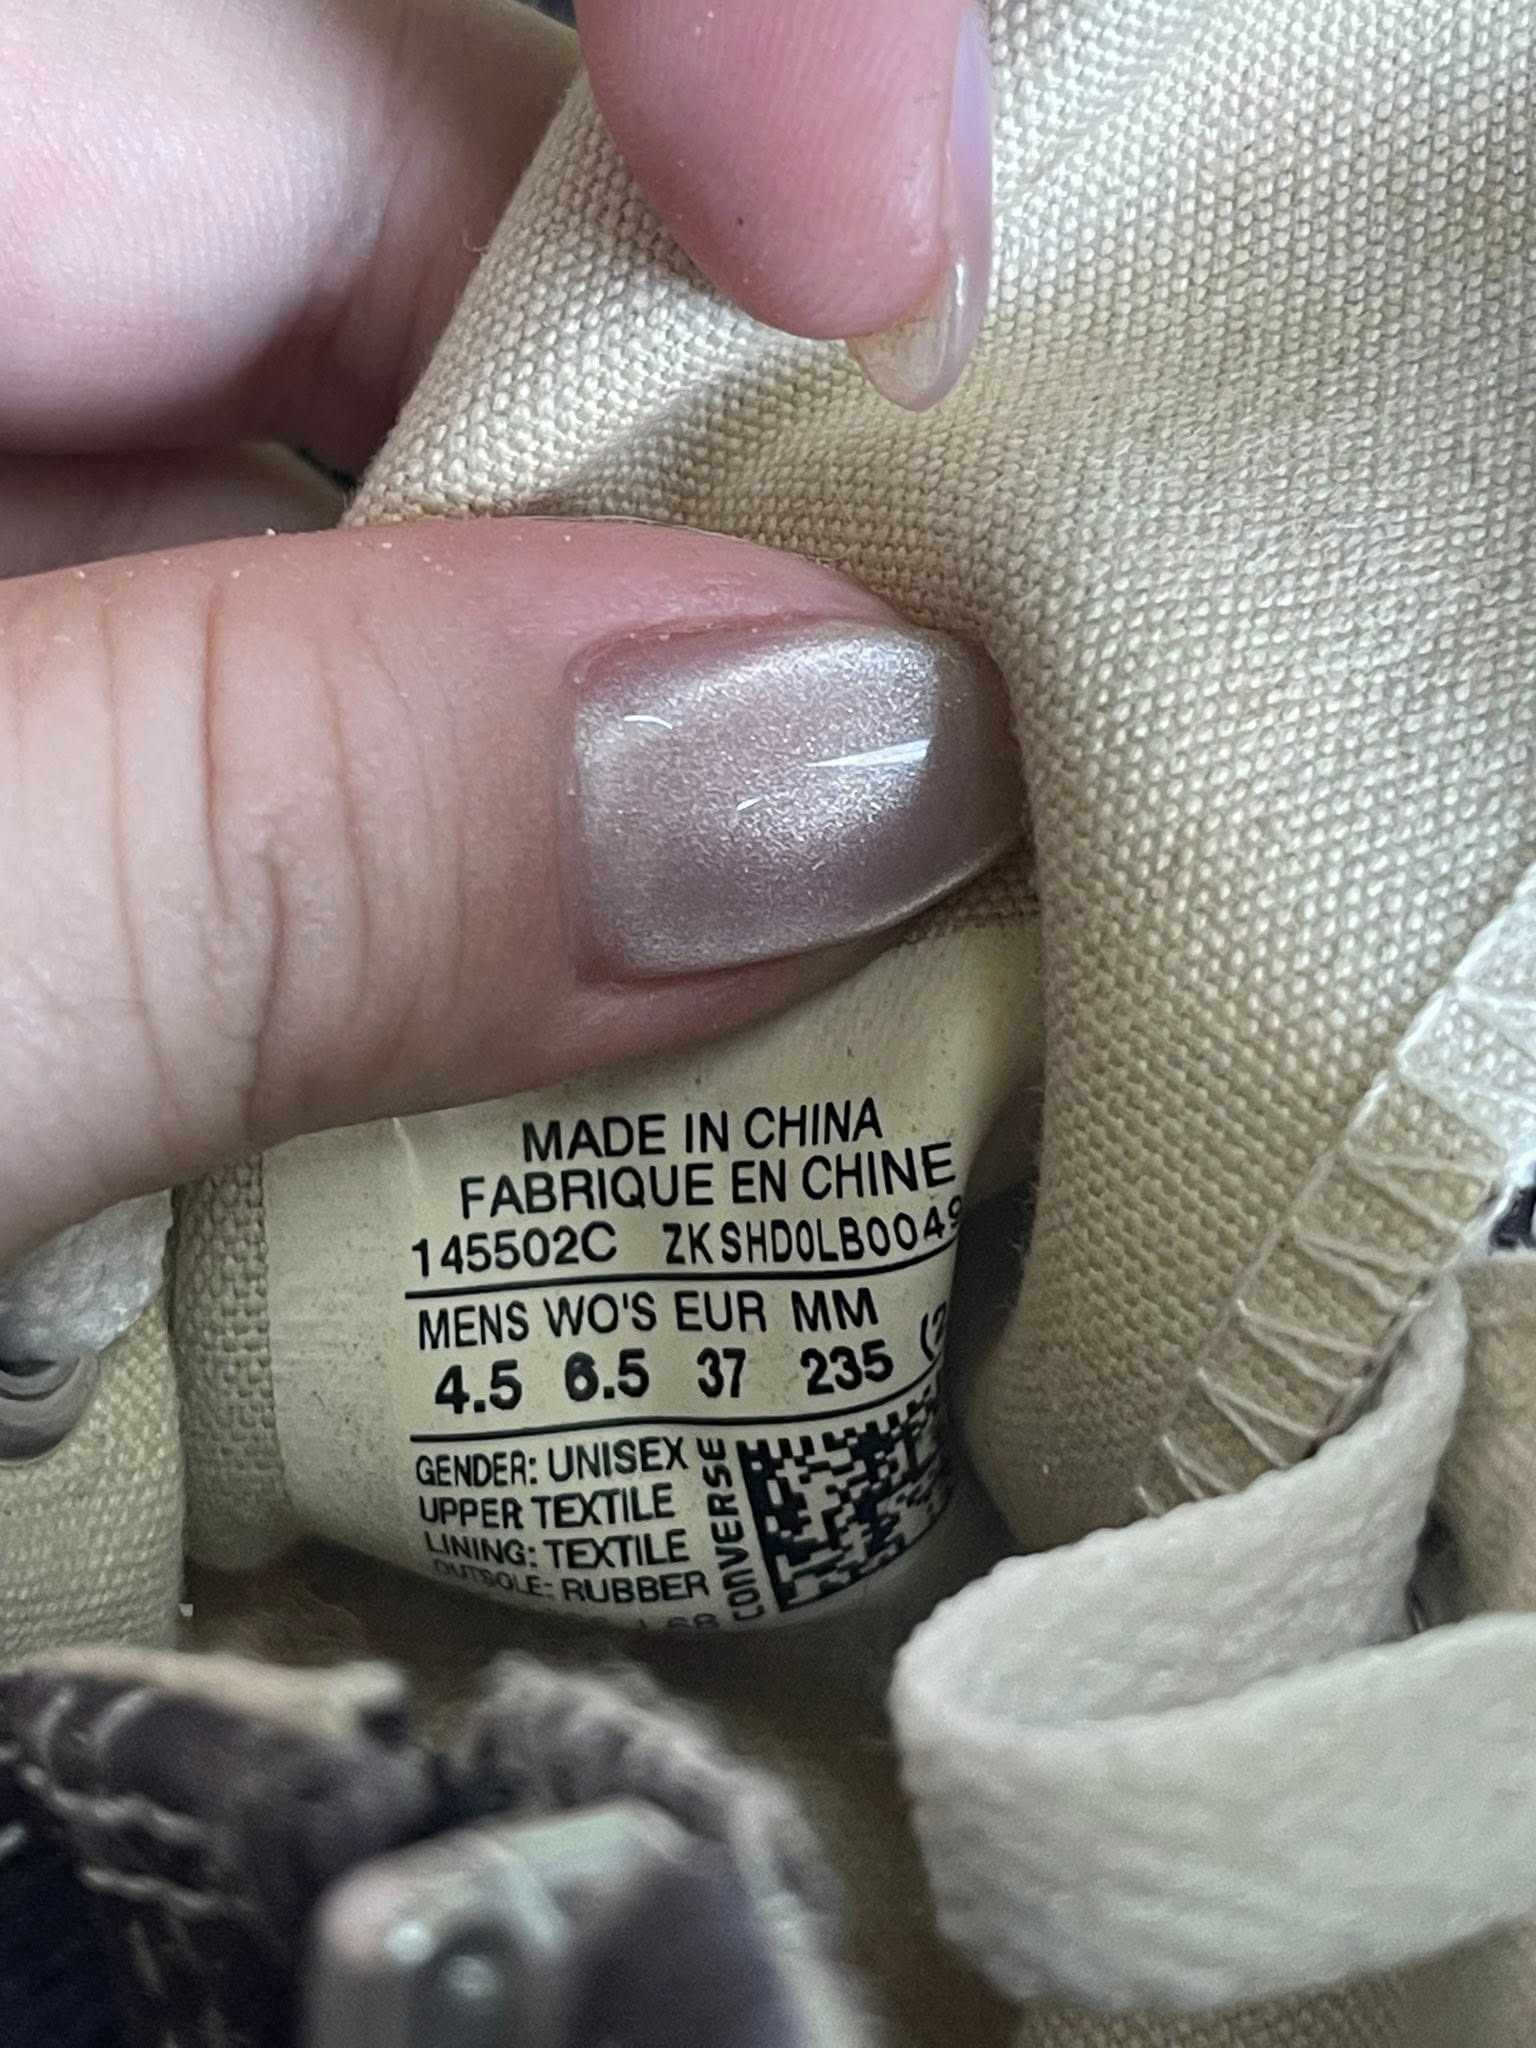 MADE IN CHINA
FABRIQUE EN CHINE
145502C ZKSHD0LB0049
MENS WO'S EUR MM
4.5 6.5 37 235
GENDER: UNISEX
UPPER TEXTILE
LINING: TEXTILE
OUTSOLE: RUBBER
CONVERSE